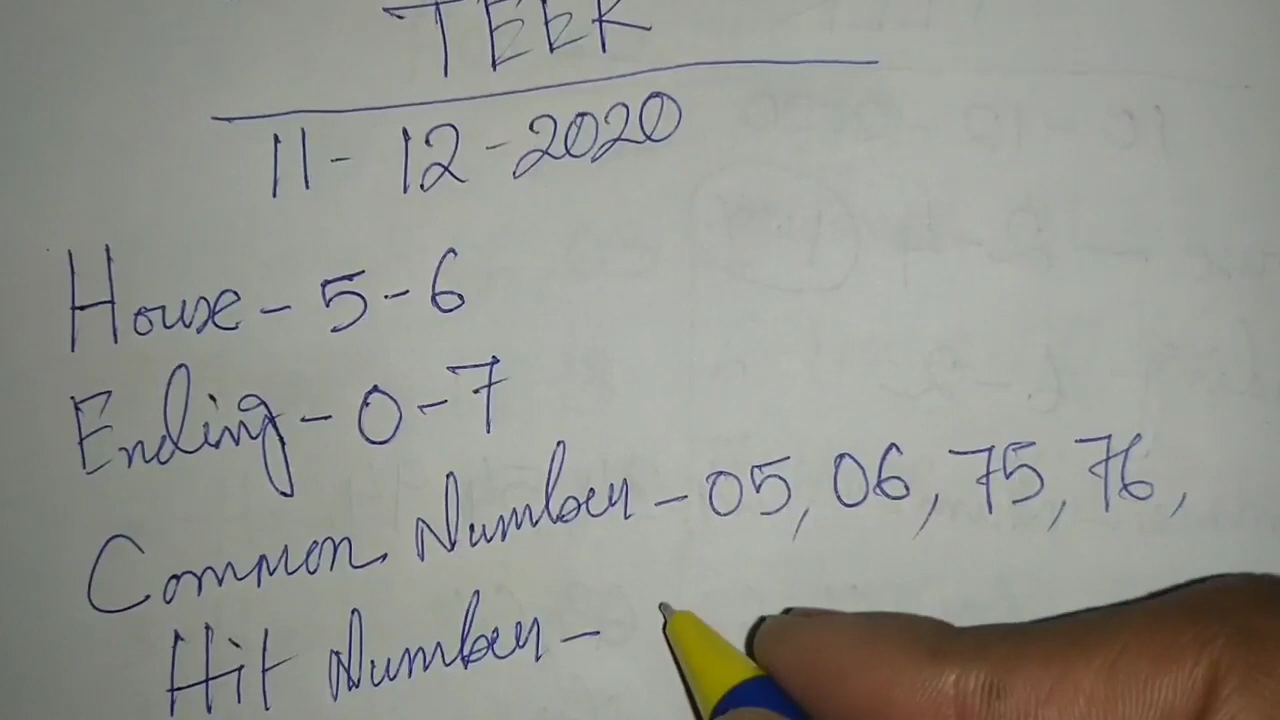 TEER
11-12-2020
House - 5-6
Ending - 0-7
Common Number - 05, 06, 75, 76,
Hit Number -